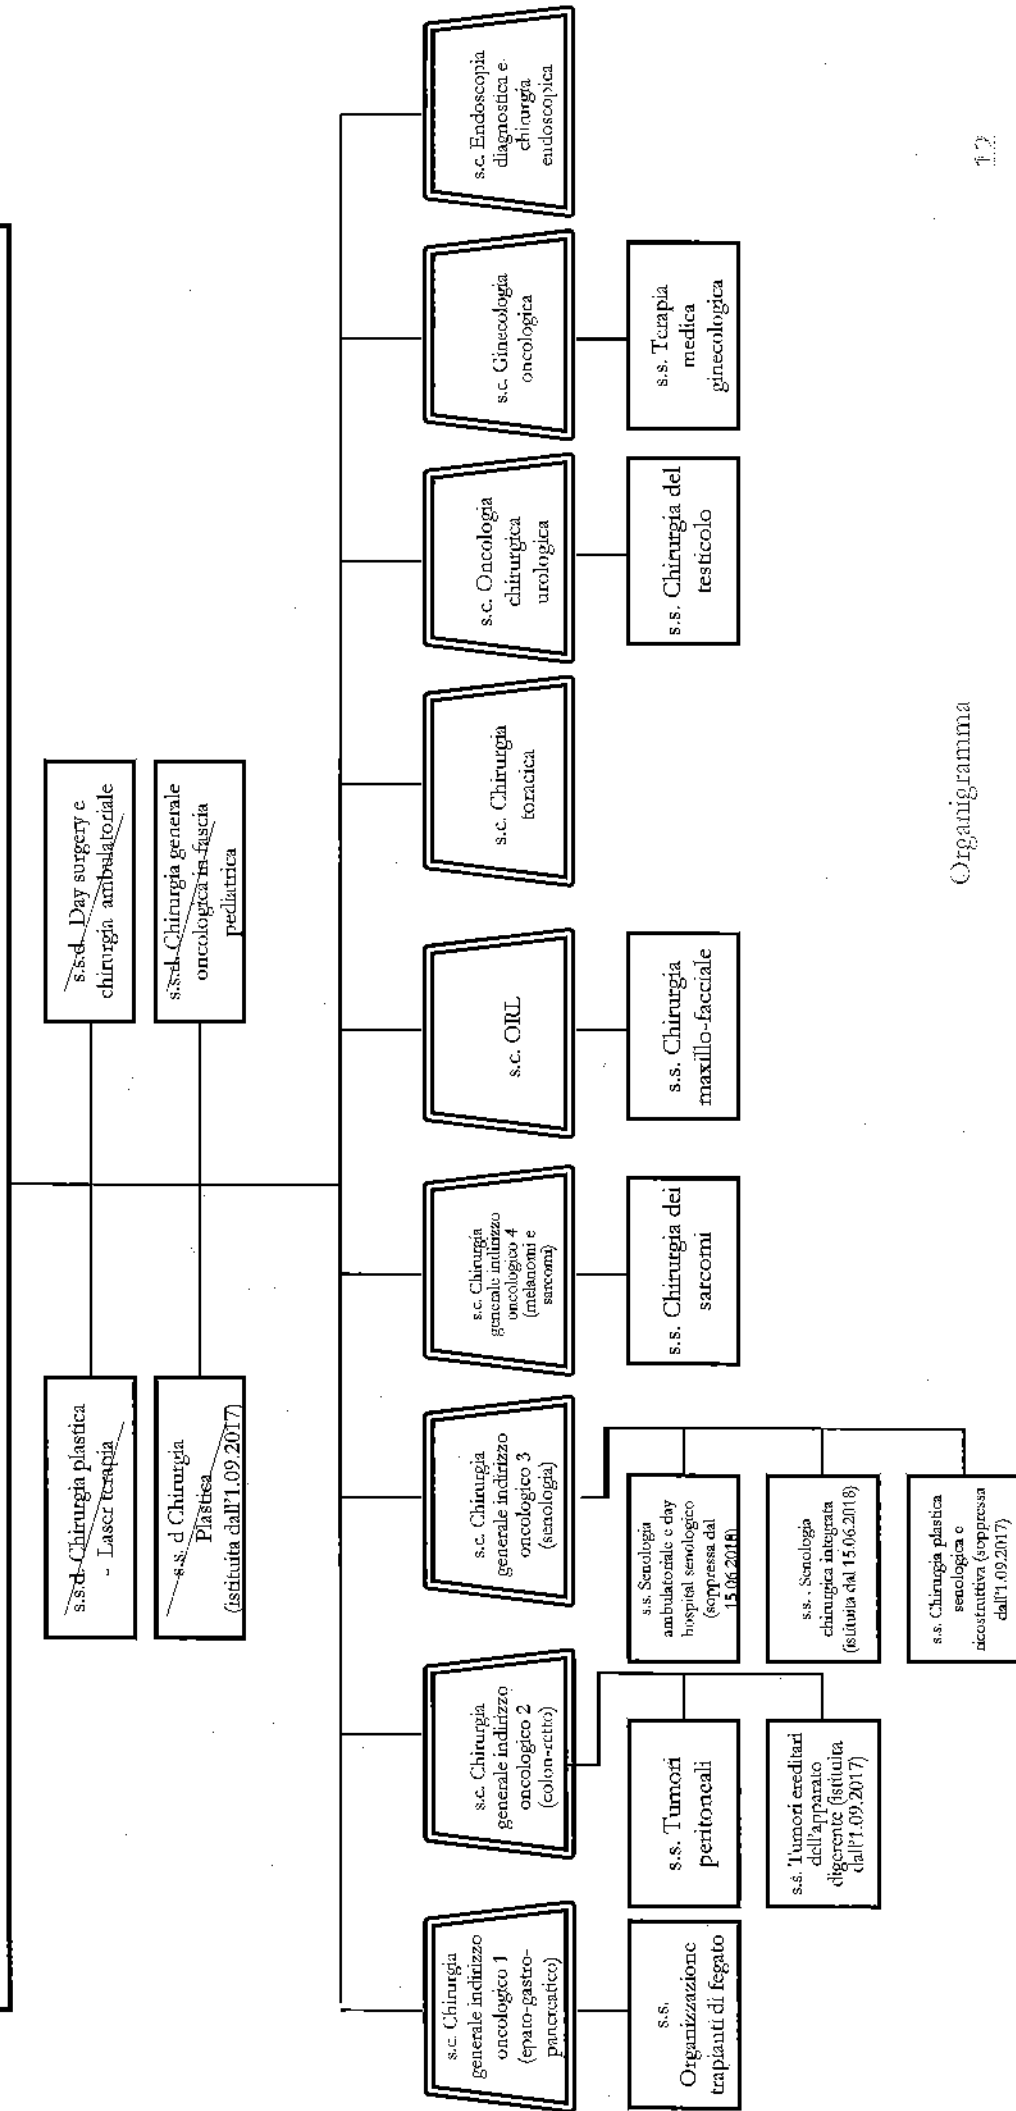 s.s.d. Chirurgia plastica
- Laser terapia
s.s.d. Day surgery e
chirurgia ambulatoriale
s.s. d Chirurgia
Plastica
(istituita dall'1.09.2017)
s.s.d. Chirurgia generale
oncologica in fascia
pediatrica
s.c. Chirurgia
generale indirizzo
oncologico 1
(epato-gastro-
pancreatico)
s.c. Chirurgia
generale indirizzo
oncologico 2
(colon-retto)
s.c. Chirurgia
generale indirizzo
oncologico 3
(senologia)
s.c. Chirurgia
generale indirizzo
oncologico 4
(melanomi e
sarcomi)
s.c. ORL
s.c. Chirurgia
toracica
s.c. Oncologia
chirurgica
urologica
s.c. Ginecologia
oncologica
s.c. Endoscopia
diagnostica e
chirurgia
endoscopica
s.s.
Organizzazione
trapianti di fegato
s.s. Tumori
peritoneali
s.s. Tumori ereditari
dell'apparato
digerente (istituita
dall'1.09.2017)
s.s. Senologia
ambulatoriale e day
hospital senologico
(soppressa dal
15.06.2018)
s.s. . Senologia
chirurgica integrata
(istituita dal 15.06.2018)
s.s. Chirurgia plastica
senologica e
ricostruttiva (soppressa
dall'1.09.2017)
s.s. Chirurgia dei
sarcomi
s.s. Chirurgia
maxillo-facciale
s.s. Chirurgia del
testicolo
s.s. Terapia
medica
ginecologica
Organigramma
12